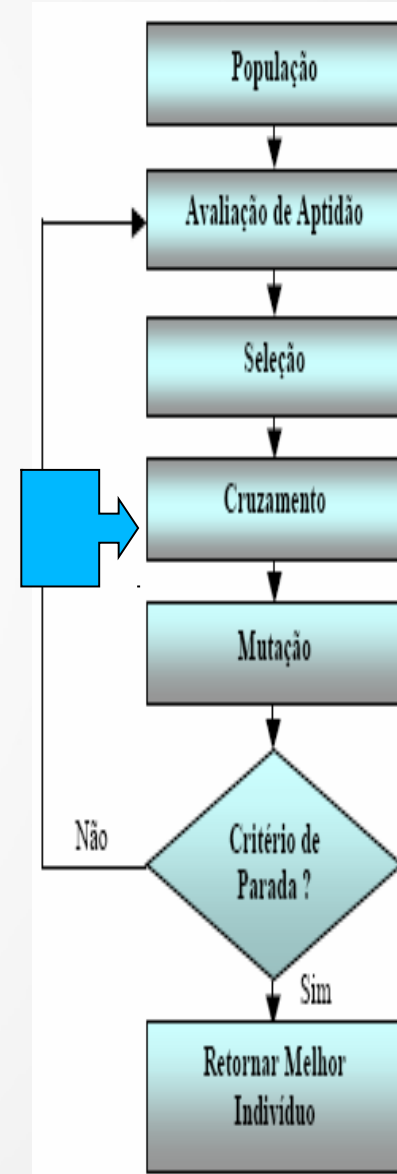 População
Avaliação de Aptidão
Seleção
Cruzamento
Mutação
Não
Critério de
Parada ?
Sim
Retornar Melhor
Indivíduo